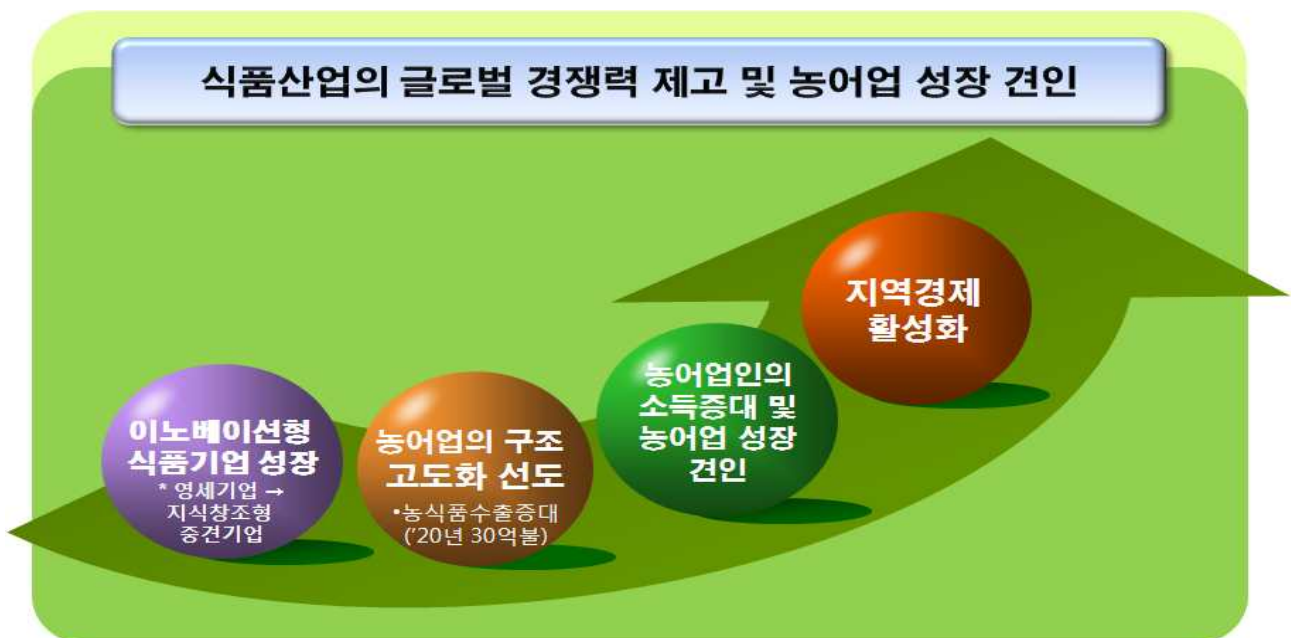 식품산업의 글로벌 경쟁력 제고 및 농어업 성장 견인
이노베이션형
식품기업 성장
* 영세기업 →
지식창조형
중견기업
농어업의 구조
고도화 선도
•농식품수출증대
('20년 30억불)
농어업인의
소득증대 및
농어업 성장
견인
지역경제
활성화